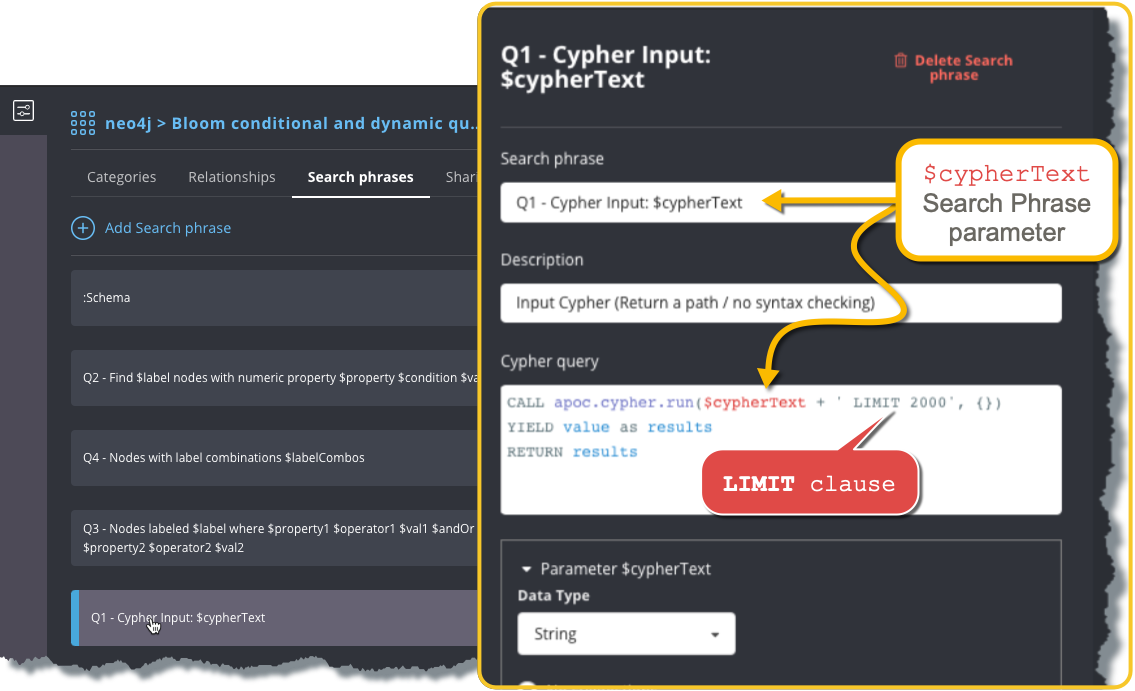 neo4j > Bloom conditional and dynamic qu...
Categories
Relationships
Search phrases
Shari
Add Search phrase
:Schema
Q2 - Find $label nodes with numeric property $property $condition $va
Q4 - Nodes with label combinations $labelCombos
Q3 - Nodes labeled $label where $property1 $operator1 $val1 $andOr
$property2 $operator2 $val2
Q1 - Cypher Input: $cypherText
Q1 - Cypher Input:
$cypherText
Delete Search
phrase
Search phrase
Q1 - Cypher Input: $cypherText
$cypherText
Search Phrase
parameter
Description
Input Cypher (Return a path / no syntax checking)
Cypher query
CALL apoc.cypher.run($cypherText + ' LIMIT 2000', {})
YIELD value as results
RETURN results
LIMIT clause
Parameter $cypherText
Data Type
String